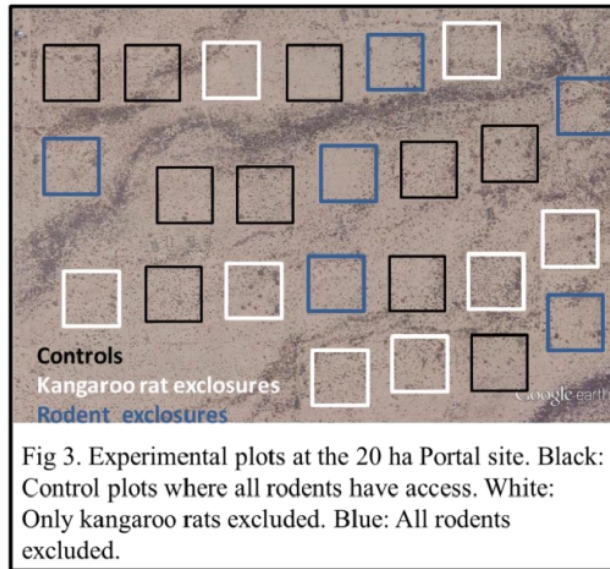 Controls
Kangaroo rat exclosures
Rodent exclosures
Google earth
Fig 3. Experimental plots at the 20 ha Portal site. Black:
Control plots where all rodents have access. White:
Only kangaroo rats excluded. Blue: All rodents
excluded.